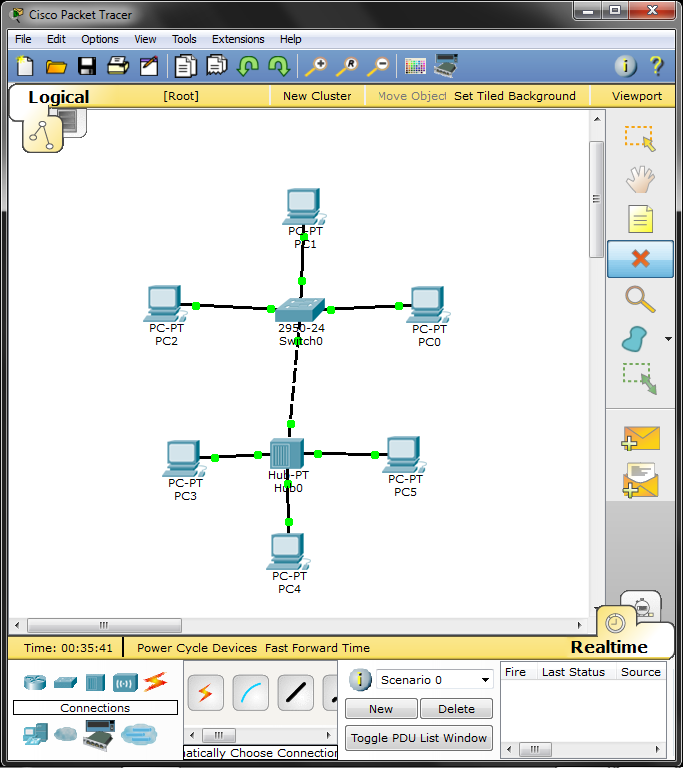 Cisco Packet Tracer
File Edit Options View Tools Extensions Help
Logical [Root] New Cluster Move Object Set Tiled Background Viewport
PC-PT
PC1
PC-PT
PC2
2950-24
Switch0
PC-PT
PC0
PC-PT
PC3
Hub-PT
Hub0
PC-PT
PC5
PC-PT
PC4
Time: 00:35:41 Power Cycle Devices Fast Forward Time Realtime
Connections
atically Choose Connection
Scenario 0
New Delete
Toggle PDU List Window
Fire Last Status Source